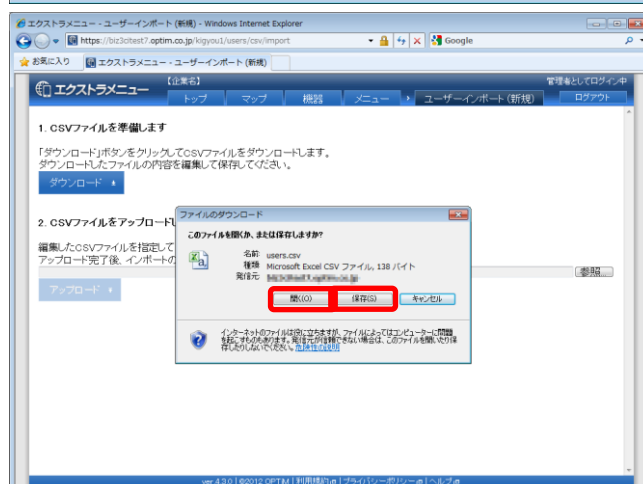 エクストラメニュー - ユーザーインポート (新規) - Windows Internet Explorer
https://biz3citest7.optim.co.jp/kigyou1/users/csv/import
Google
お気に入り
エクストラメニュー - ユーザーインポート (新規)
エクストラメニュー
【企業名】
管理者としてログイン中
トップ
マップ
機器
メニュー
ユーザーインポート(新規)
ログアウト
1. CSVファイルを準備します
「ダウンロード」ボタンをクリックしてCSVファイルをダウンロードします。
ダウンロードしたファイルの内容を編集して保存してください。
ダウンロード
2. CSVファイルをアップロードし
編集したCSVファイルを指定して
アップロード完了後、インポートの
参照...
アップロード
ファイルのダウンロード
このファイルを開くか、または保存しますか?
名前: users.csv
種類: Microsoft Excel CSV ファイル, 138 バイト
発信元:
開く(O)
保存(S)
キャンセル
インターネットのファイルは役に立ちますが、ファイルによってはコンピューターに問題
を起こすものもあります。発信元が信頼できない場合は、このファイルを開いたり保
存したりしないでください。危険性の説明
ver 4.3.0 | ©2012 OPTiM | 利用規約 | プライバシーポリシー | ヘルプ